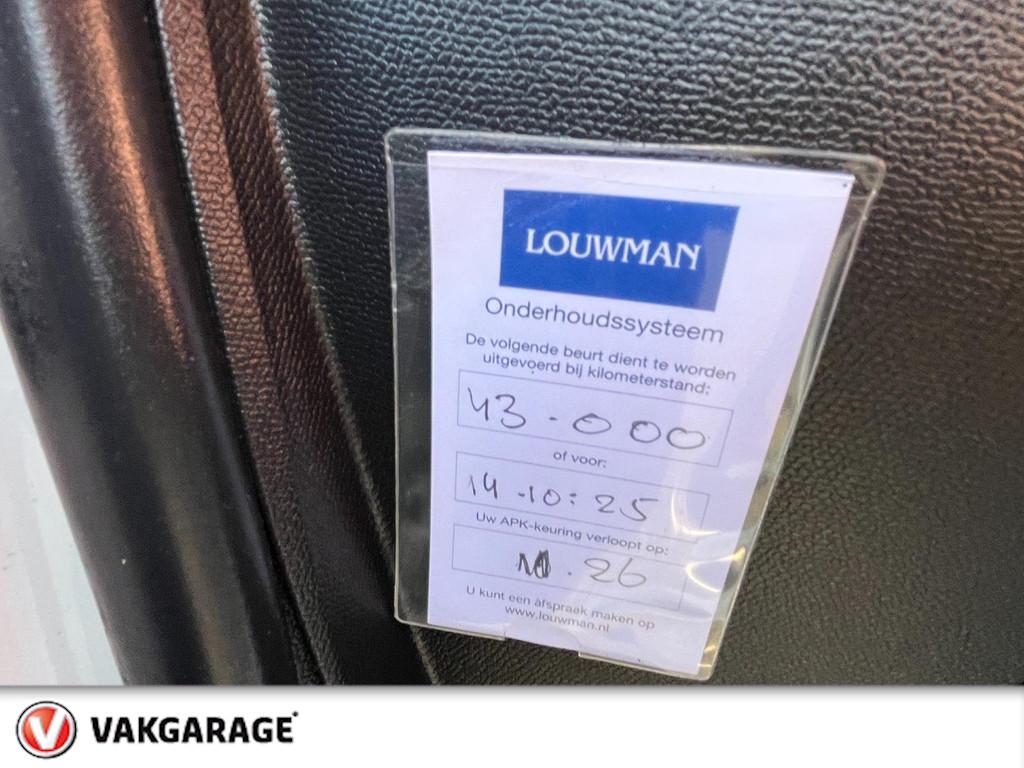 LOUWMAN
Onderhoudssysteem
De volgende beurt dient te worden
uitgevoerd bij kilometerstand:
43.000
of voor:
14-10:25
Uw APK-keuring verloopt op:
. 26
U kunt een afspraak maken op
www.louwman.nl
VAKGARAGE